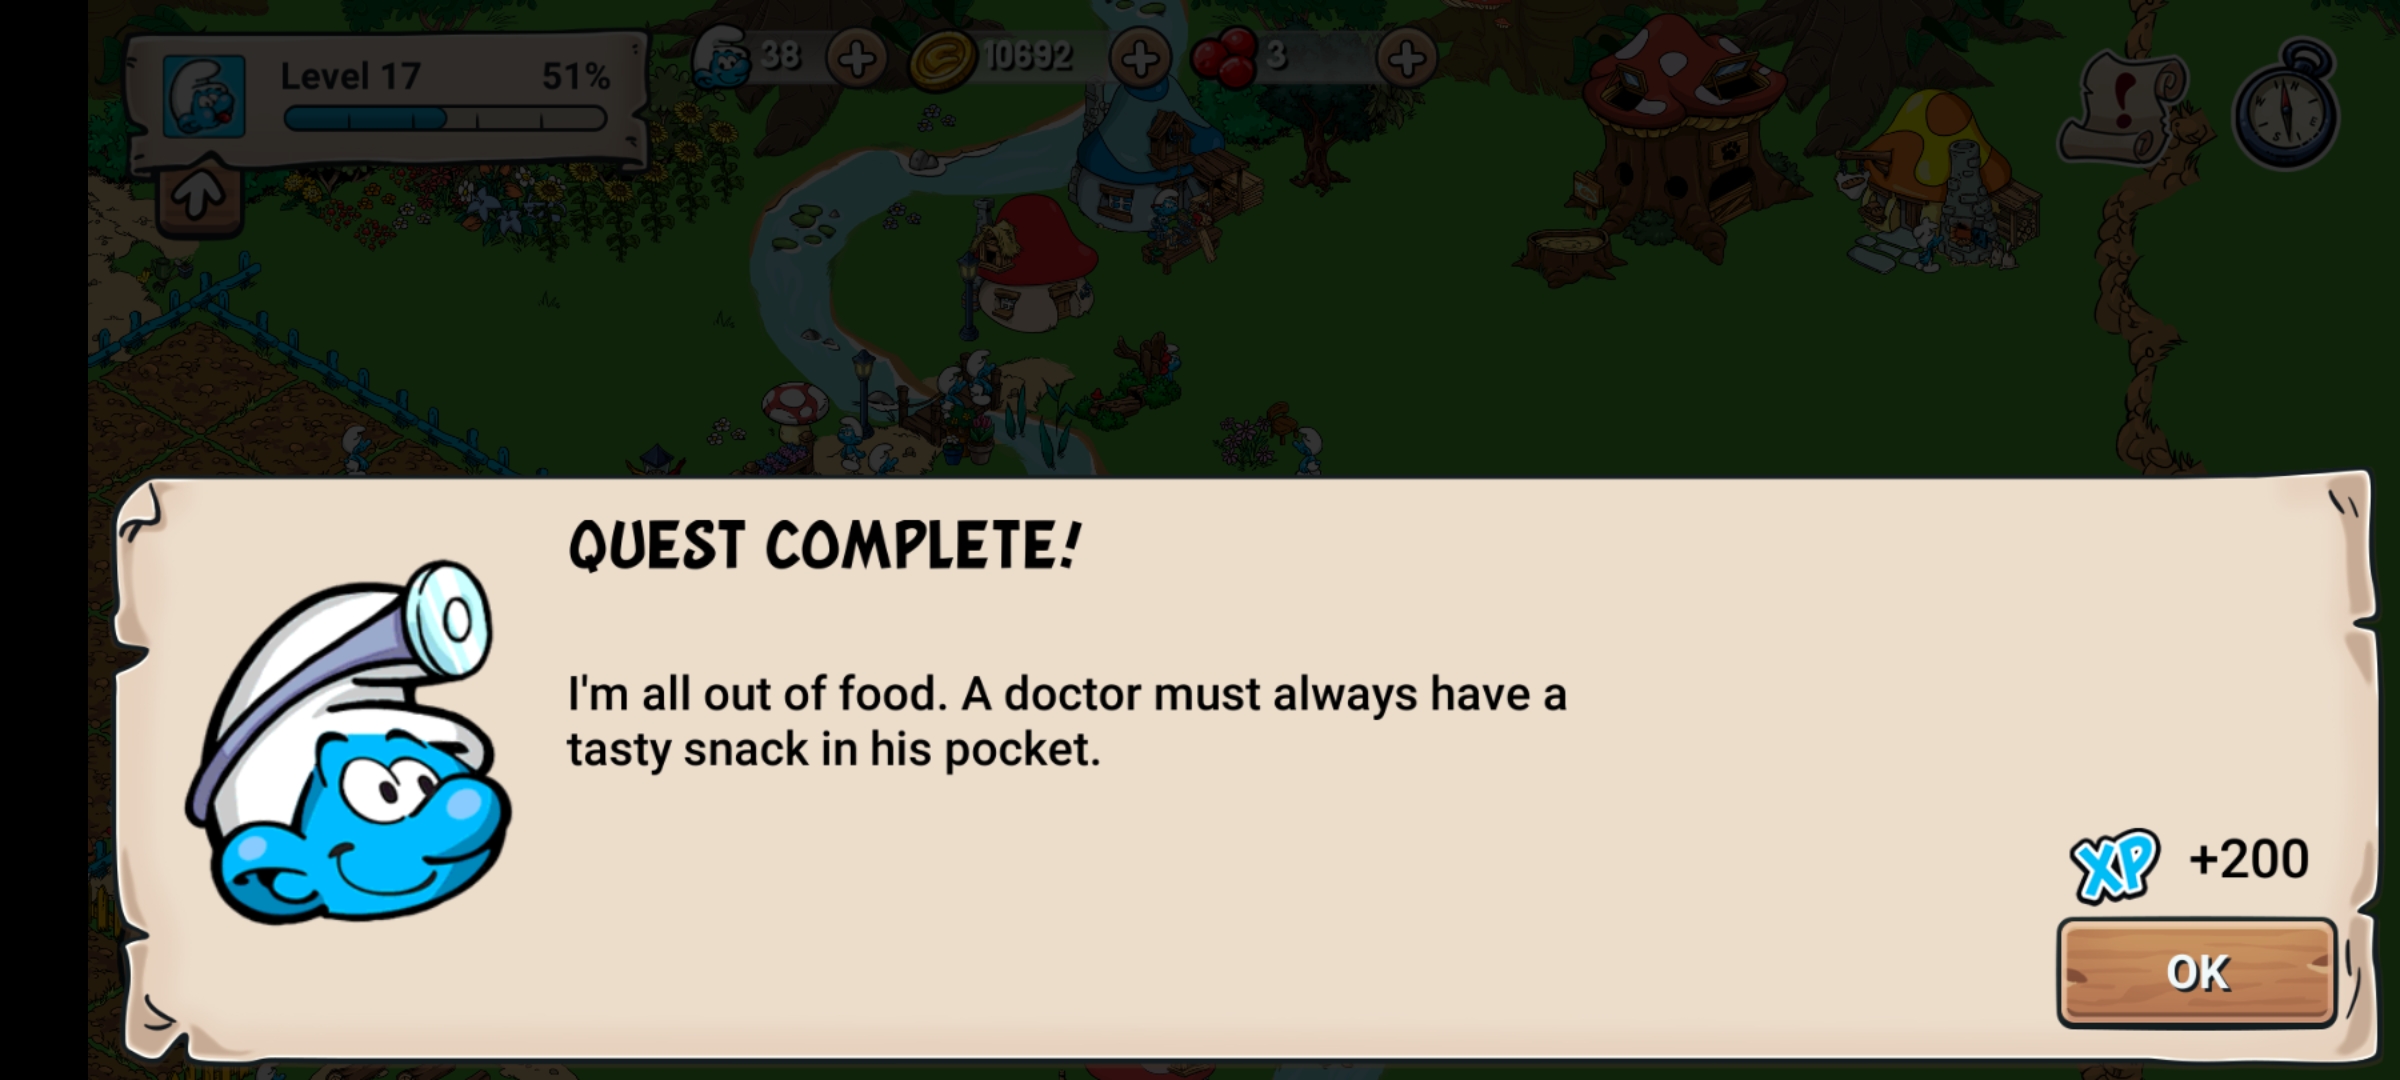 Level 17 51%
38
10692
3
QUEST COMPLETE!
I'm all out of food. A doctor must always have a
tasty snack in his pocket.
XP +200
OK